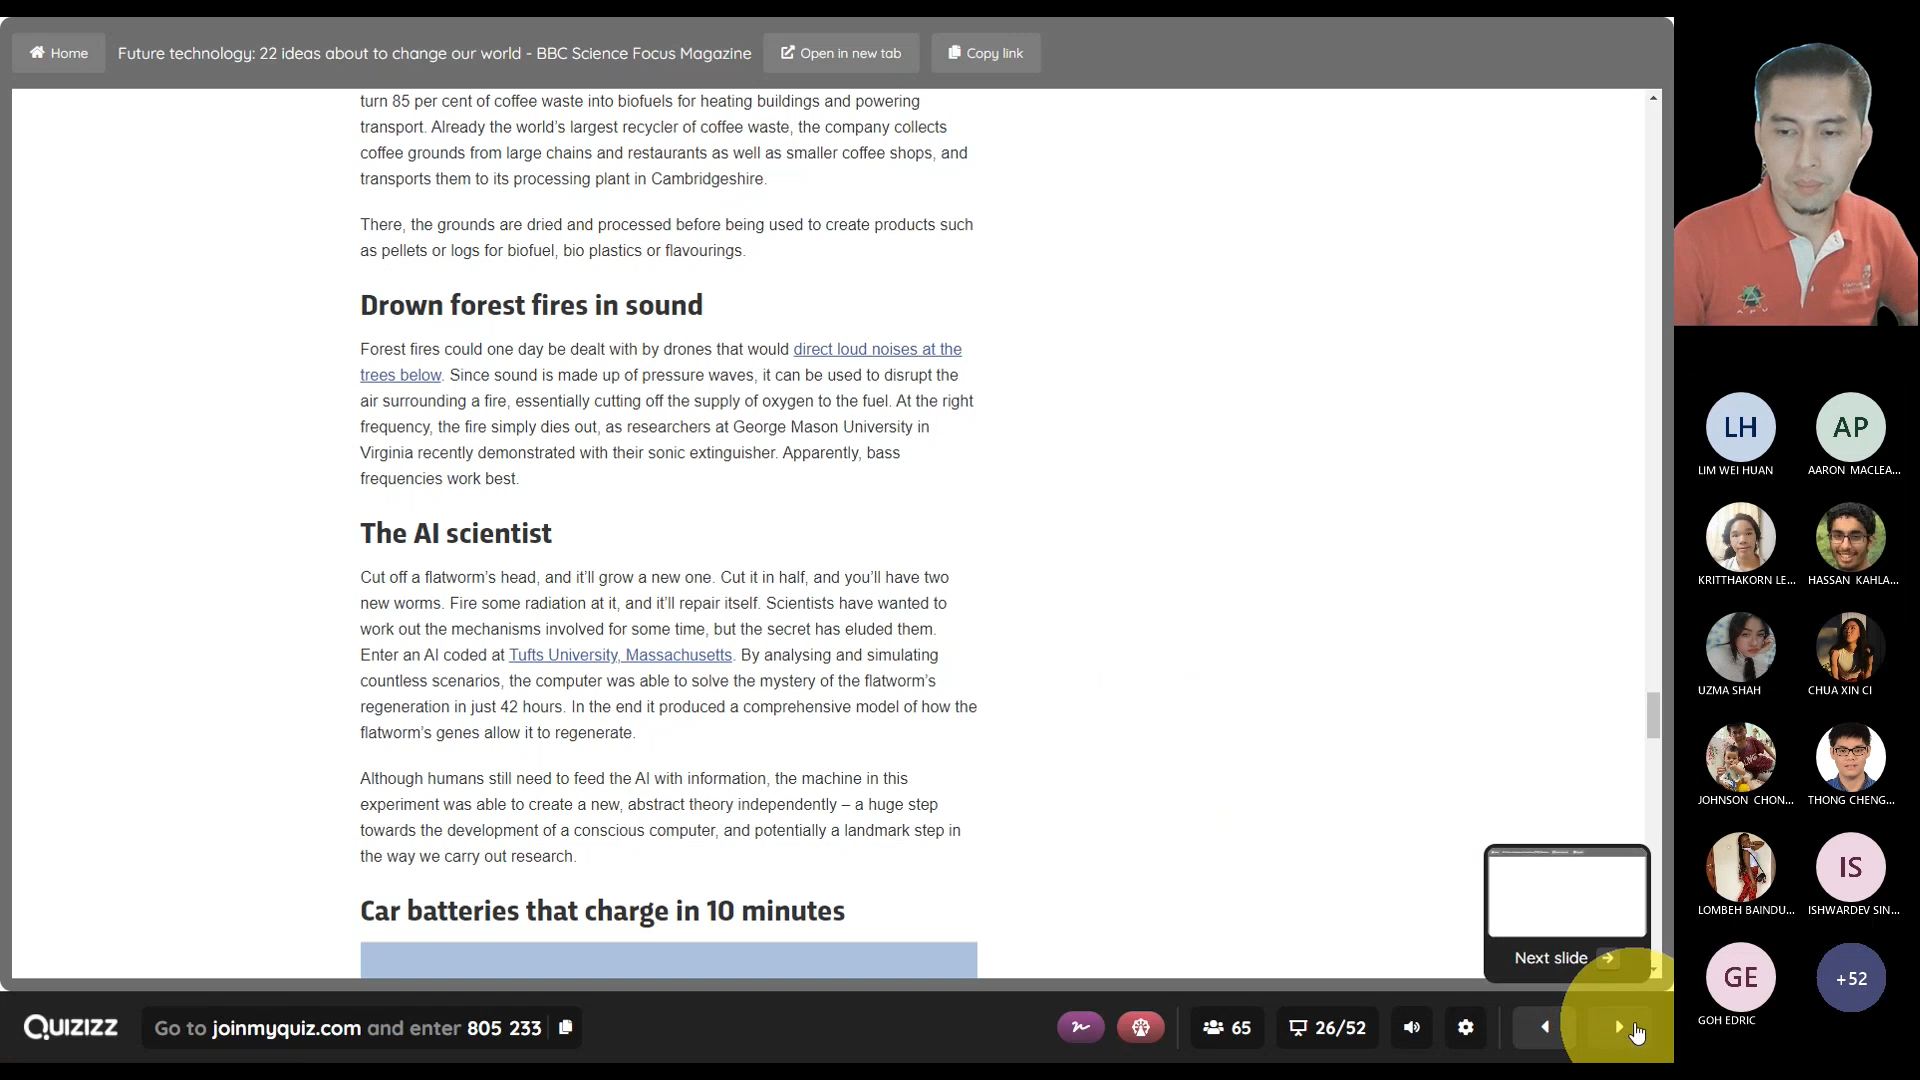 Home
Future technology: 22 ideas about to change our world - BBC Science Focus Magazine
Open in new tab
Copy link
turn 85 per cent of coffee waste into biofuels for heating buildings and powering
transport. Already the world's largest recycler of coffee waste, the company collects
coffee grounds from large chains and restaurants as well as smaller coffee shops, and
transports them to its processing plant in Cambridgeshire.
There, the grounds are dried and processed before being used to create products such
as pellets or logs for biofuel, bio plastics or flavourings.
Drown forest fires in sound
Forest fires could one day be dealt with by drones that would direct loud noises at the
trees below. Since sound is made up of pressure waves, it can be used to disrupt the
air surrounding a fire, essentially cutting off the supply of oxygen to the fuel. At the right
frequency, the fire simply dies out, as researchers at George Mason University in
Virginia recently demonstrated with their sonic extinguisher. Apparently, bass
frequencies work best.
The AI scientist
Cut off a flatworm's head, and it'll grow a new one. Cut it in half, and you'll have two
new worms. Fire some radiation at it, and it'll repair itself. Scientists have wanted to
work out the mechanisms involved for some time, but the secret has eluded them.
Enter an AI coded at Tufts University, Massachusetts. By analysing and simulating
countless scenarios, the computer was able to solve the mystery of the flatworm's
regeneration in just 42 hours. In the end it produced a comprehensive model of how the
flatworm's genes allow it to regenerate.
Although humans still need to feed the AI with information, the machine in this
experiment was able to create a new, abstract theory independently – a huge step
towards the development of a conscious computer, and potentially a landmark step in
the way we carry out research.
Car batteries that charge in 10 minutes
Next slide
Quizizz
Go to joinmyquiz.com and enter 805 233
65
26/52
APU
LH
LIM WEI HUAN
AP
AARON MACLEA...
KRITTHAKORN LE...
HASSAN KAHLA...
UZMA SHAH
CHUA XIN CI
JOHNSON CHON...
THONG CHENG...
LOMBEH BAINDU...
IS
ISHWARDEV SIN...
GE
GOH EDRIC
+52